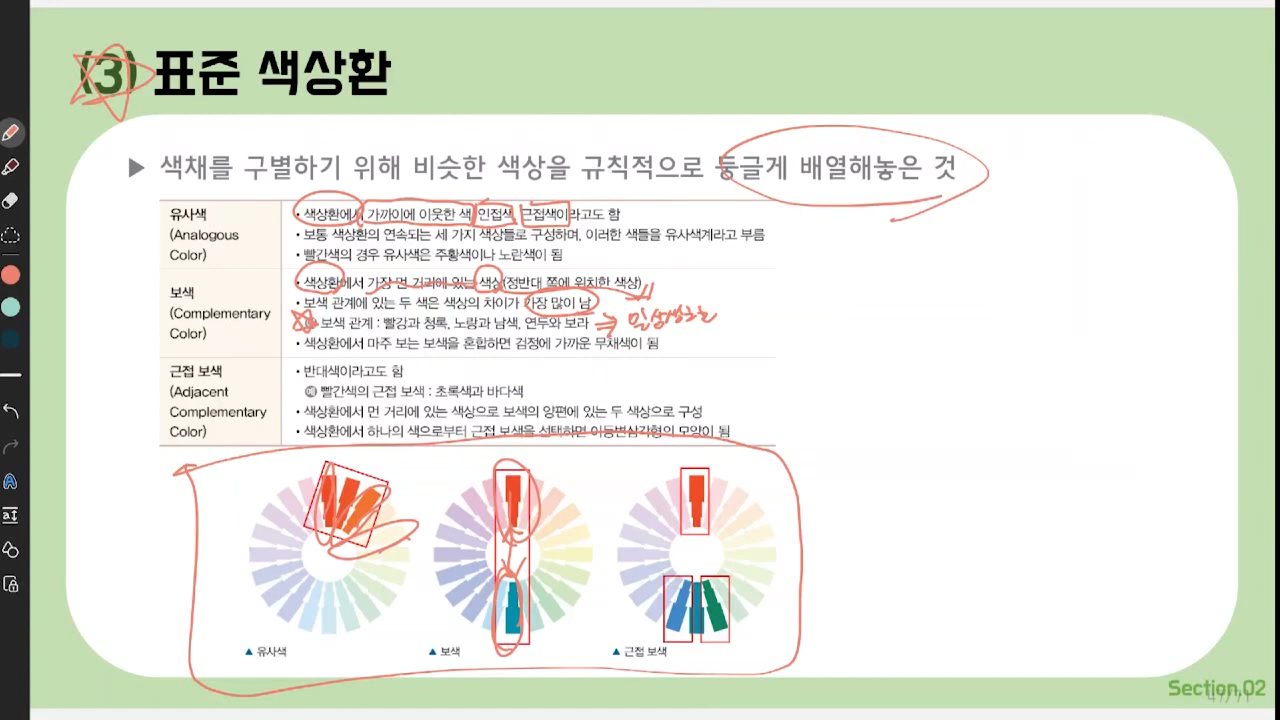 (3) 표준 색상환
▶ 색채를 구별하기 위해 비슷한 색상을 규칙적으로 둥글게 배열해놓은 것
유사색
(Analogous
Color)
• 색상환에서 가까이에 이웃한 색 인접색 근접색이라고도 함
• 보통 색상환의 연속되는 세 가지 색상들로 구성하며, 이러한 색들을 유사색계라고 부름
• 빨간색의 경우 유사색은 주황색이나 노란색이 됨
보색
(Complementary
Color)
• 색상환에서 가장 먼 거리에 있는 색상(정반대 쪽에 위치한 색상)
• 보색 관계에 있는 두 색은 색상의 차이가 가장 많이 남
보색 관계 : 빨강과 청록, 노랑과 남색, 연두와 보라
• 색상환에서 마주 보는 보색을 혼합하면 검정에 가까운 무채색이 됨
근접 보색
(Adjacent
Complementary
Color)
• 반대색이라고도 함
예 빨간색의 근접 보색 : 초록색과 바다색
• 색상환에서 먼 거리에 있는 색상으로 보색의 양편에 있는 두 색상으로 구성
• 색상환에서 하나의 색으로부터 근접 보색을 선택하면 이등변삼각형의 모양이 됨
▲ 유사색
▲ 보색
▲ 근접 보색
Section.02